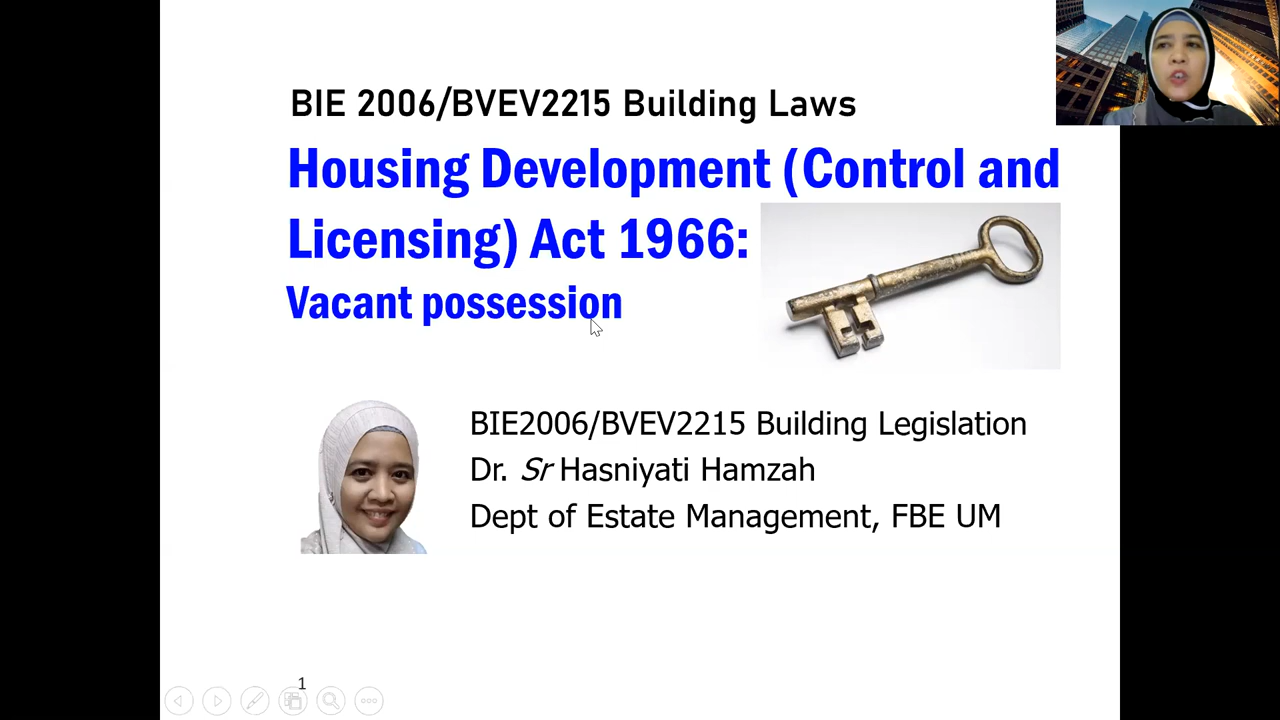 BIE 2006/BVEV2215 Building Laws
Housing Development (Control and
Licensing) Act 1966:
Vacant possession
BIE2006/BVEV2215 Building Legislation
Dr. Sr Hasniyati Hamzah
Dept of Estate Management, FBE UM
1